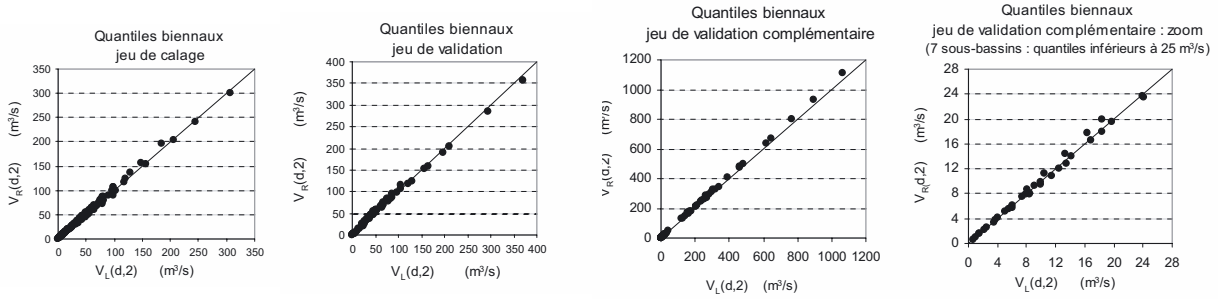 Quantiles biennaux
jeu de calage
350
300
250
200
150
100
50
0
0 50 100 150 200 250 300 350
V_R(d,2) (m³/s)
V_L(d,2) (m³/s)
Quantiles biennaux
jeu de validation
400
350
300
250
200
150
100
50
0
0 50 100 150 200 250 300 350 400
V_R(d,2) (m³/s)
V_L(d,2) (m³/s)
Quantiles biennaux
jeu de validation complémentaire
1200
1000
800
600
400
200
0
0 200 400 600 800 1000 1200
V_R(d,2) m³/s)
V_L(d,2) (m³/s)
Quantiles biennaux
jeu de validation complémentaire : zoom
(7 sous-bassins : quantiles inférieurs à 25 m³/s)
28
24
20
16
12
8
4
0
0 4 8 12 16 20 24 28
V_R(d,2) (m³/s)
V_L(d,2) (m³/s)